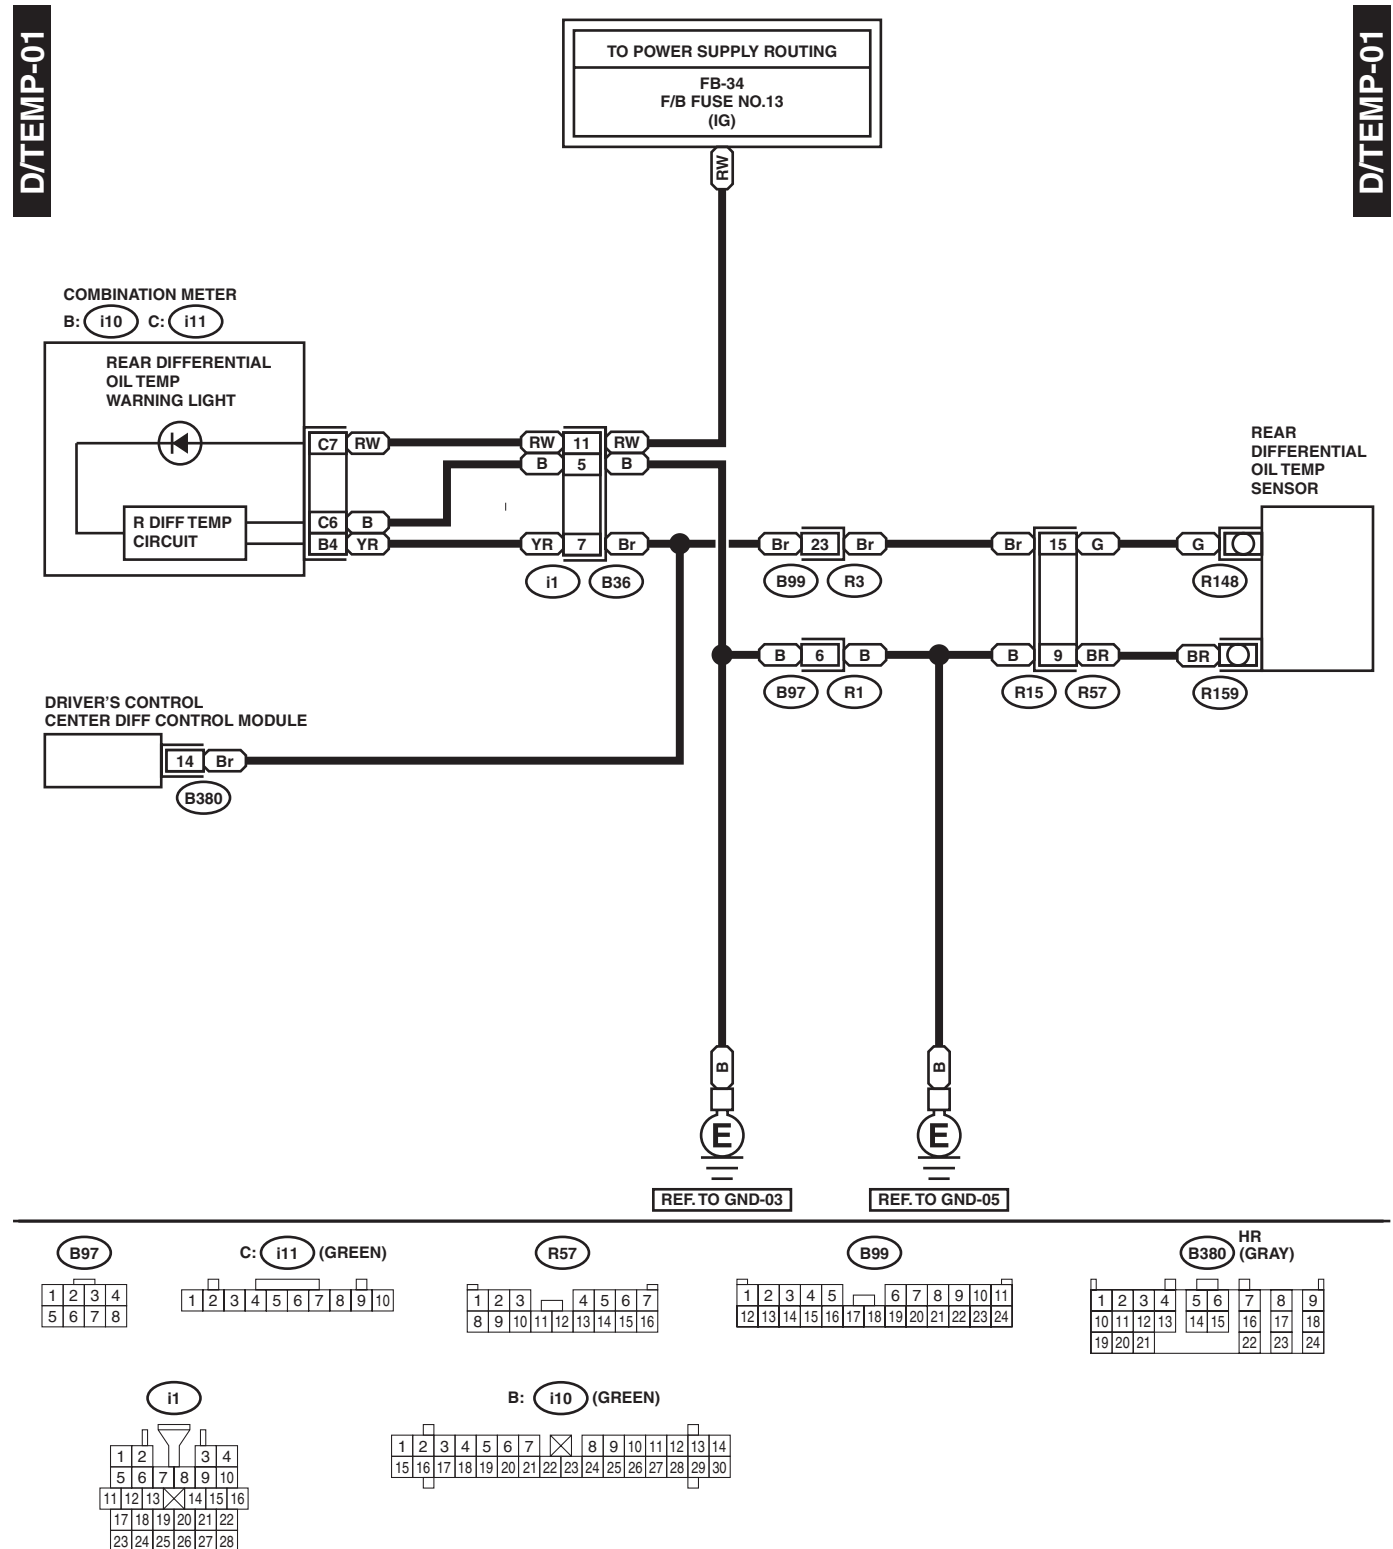 D/TEMP-01
D/TEMP-01
TO POWER SUPPLY ROUTING
FB-34
F/B FUSE NO.13
(IG)
RW
COMBINATION METER
B: i10 C: i11
REAR DIFFERENTIAL
OIL TEMP
WARNING LIGHT
R DIFF TEMP
CIRCUIT
C7 RW
C6 B
B4 YR
RW 11 RW
B 5 B
YR 7 Br
i1 B36
Br 23 Br
B99 R3
Br 15 G
G
R148
REAR
DIFFERENTIAL
OIL TEMP
SENSOR
B 6 B
B97 R1
B 9 BR
R15 R57
BR
R159
DRIVER'S CONTROL
CENTER DIFF CONTROL MODULE
14 Br
B380
B
B
E
E
REF. TO GND-03
REF. TO GND-05
B97
1 2 3 4
5 6 7 8
C: i11 (GREEN)
1 2 3 4 5 6 7 8 9 10
R57
1 2 3 4 5 6 7
8 9 10 11 12 13 14 15 16
B99
1 2 3 4 5 6 7 8 9 10 11
12 13 14 15 16 17 18 19 20 21 22 23 24
B380 HR
(GRAY)
1 2 3 4 5 6 7 8 9
10 11 12 13 14 15 16 17 18
19 20 21 22 23 24
i1
1 2 3 4
5 6 7 8 9 10
11 12 13 14 15 16
17 18 19 20 21 22
23 24 25 26 27 28
B: i10 (GREEN)
1 2 3 4 5 6 7 8 9 10 11 12 13 14
15 16 17 18 19 20 21 22 23 24 25 26 27 28 29 30